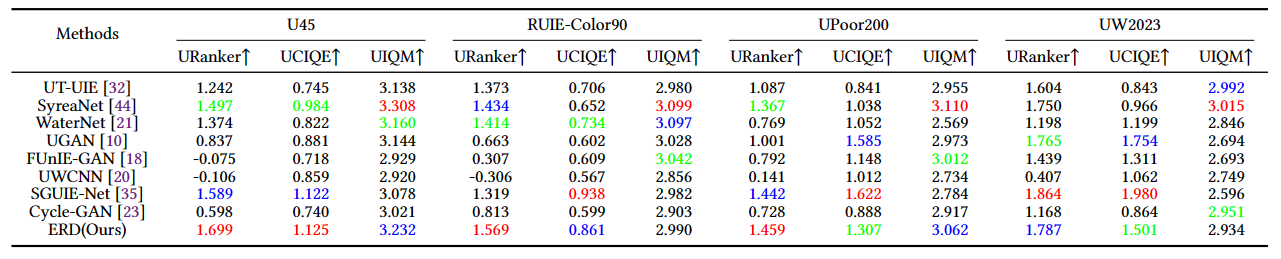 Methods U45 RUIE-Color90 UPoor200 UW2023
URanker↑ UCIQE↑ UIQM↑ URanker↑ UCIQE↑ UIQM↑ URanker↑ UCIQE↑ UIQM↑ URanker↑ UCIQE↑ UIQM↑
UT-UIE [32] 1.242 0.745 3.138 1.373 0.706 2.980 1.087 0.841 2.955 1.604 0.843 2.992
SyreaNet [44] 1.497 0.984 3.308 1.434 0.652 3.099 1.367 1.038 3.110 1.750 0.966 3.015
WaterNet [21] 1.374 0.822 3.160 1.414 0.734 3.097 0.769 1.052 2.569 1.198 1.199 2.846
UGAN [10] 0.837 0.881 3.144 0.663 0.602 3.028 1.001 1.585 2.973 1.765 1.754 2.694
FUnIE-GAN [18] -0.075 0.718 2.929 0.307 0.609 3.042 0.792 1.148 3.012 1.439 1.311 2.693
UWCNN [20] -0.106 0.859 2.920 -0.306 0.567 2.856 0.141 1.012 2.734 0.407 1.062 2.749
SGUIE-Net [35] 1.589 1.122 3.078 1.319 0.938 2.982 1.442 1.622 2.784 1.864 1.980 2.596
Cycle-GAN [23] 0.598 0.740 3.021 0.813 0.599 2.903 0.728 0.888 2.917 1.168 0.864 2.951
ERD(Ours) 1.699 1.125 3.232 1.569 0.861 2.990 1.459 1.307 3.062 1.787 1.501 2.934